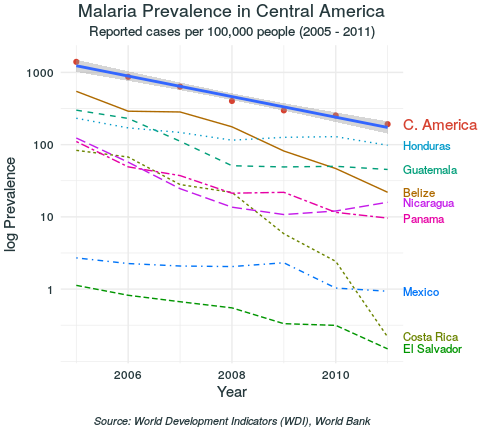 Malaria Prevalence in Central America
Reported cases per 100,000 people (2005 - 2011)
1000
100
10
1
log Prevalence
C. America
Honduras
Guatemala
Belize
Nicaragua
Panama
Mexico
Costa Rica
El Salvador
2006 2008 2010
Year
Source: World Development Indicators (WDI), World Bank